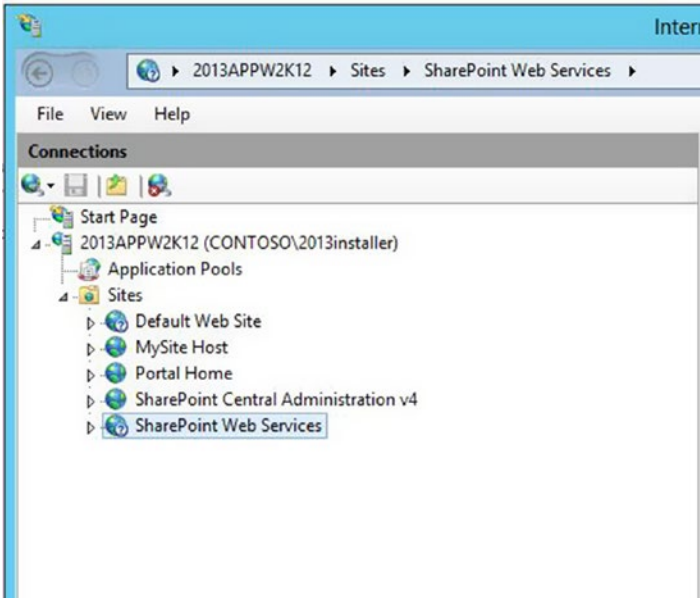 Inter
2013APPW2K12 Sites SharePoint Web Services
File View Help
Connections
Start Page
2013APPW2K12 (CONTOSO\2013installer)
Application Pools
Sites
Default Web Site
MySite Host
Portal Home
SharePoint Central Administration v4
SharePoint Web Services